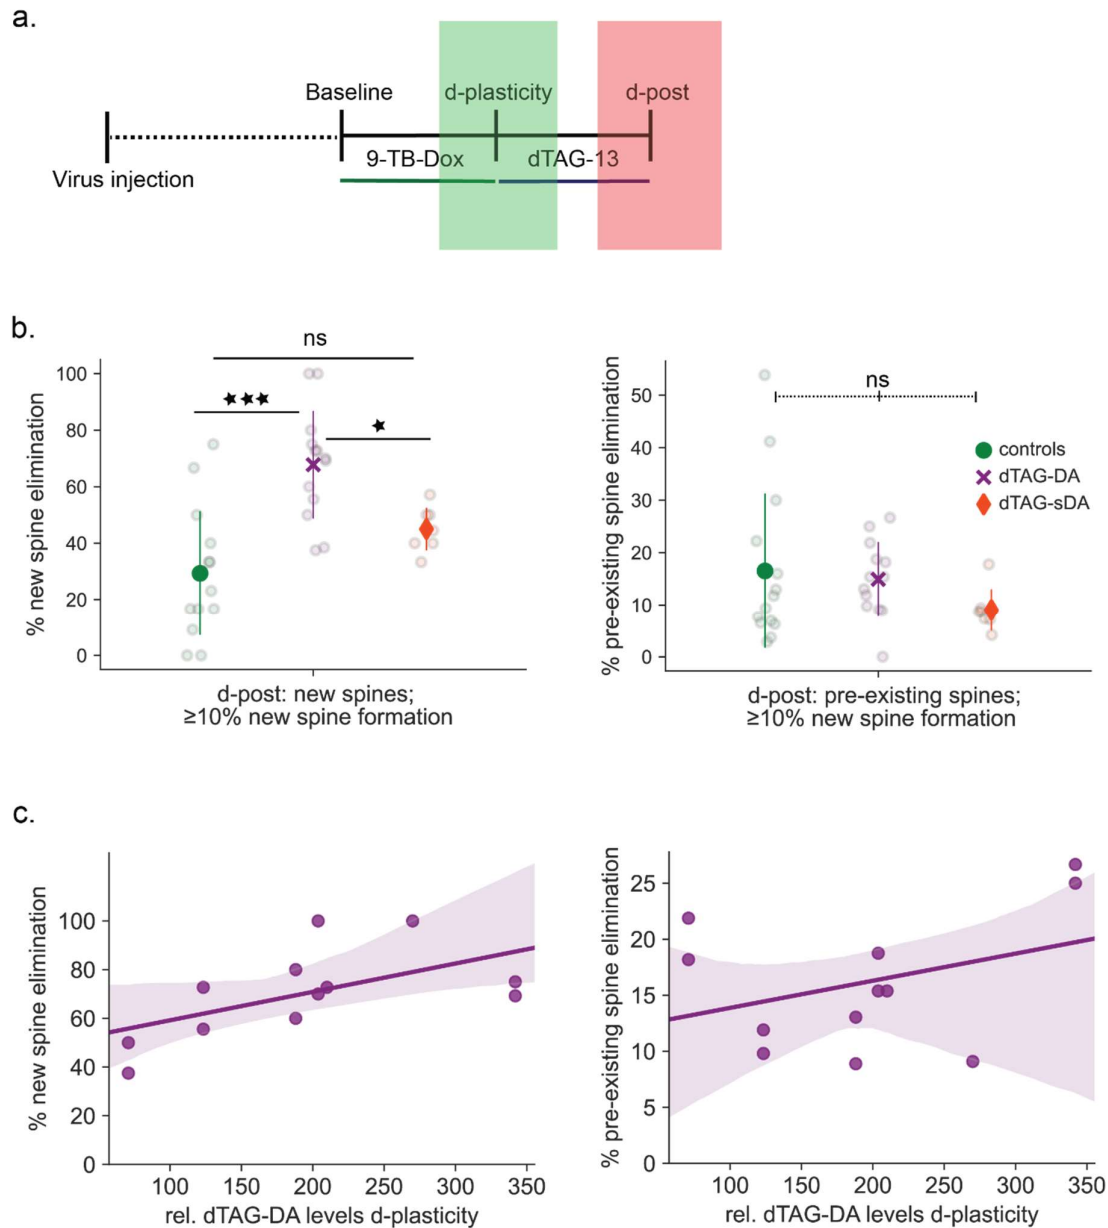 a.
Baseline
d-plasticity
d-post
9-TB-Dox
dTAG-13
Virus injection
b.
ns
% new spine elimination
100
80
60
40
20
0
d-post: new spines;
≥10% new spine formation
% pre-existing spine elimination
50
40
30
20
10
0
ns
controls
dTAG-DA
dTAG-sDA
d-post: pre-existing spines;
≥10% new spine formation
c.
% new spine elimination
100
80
60
40
20
0
100
150
200
250
300
350
rel. dTAG-DA levels d-plasticity
% pre-existing spine elimination
25
20
15
10
5
0
100
150
200
250
300
350
rel. dTAG-DA levels d-plasticity